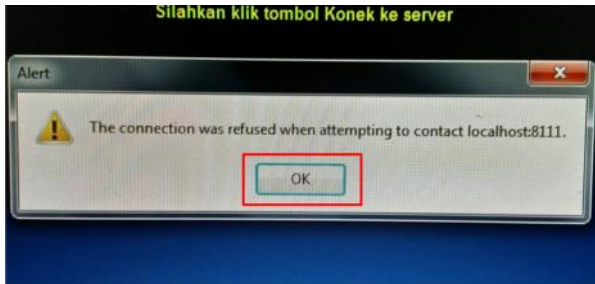 Silahkan klik tombol Konek ke server
Alert
The connection was refused when attempting to contact localhost:8111.
OK